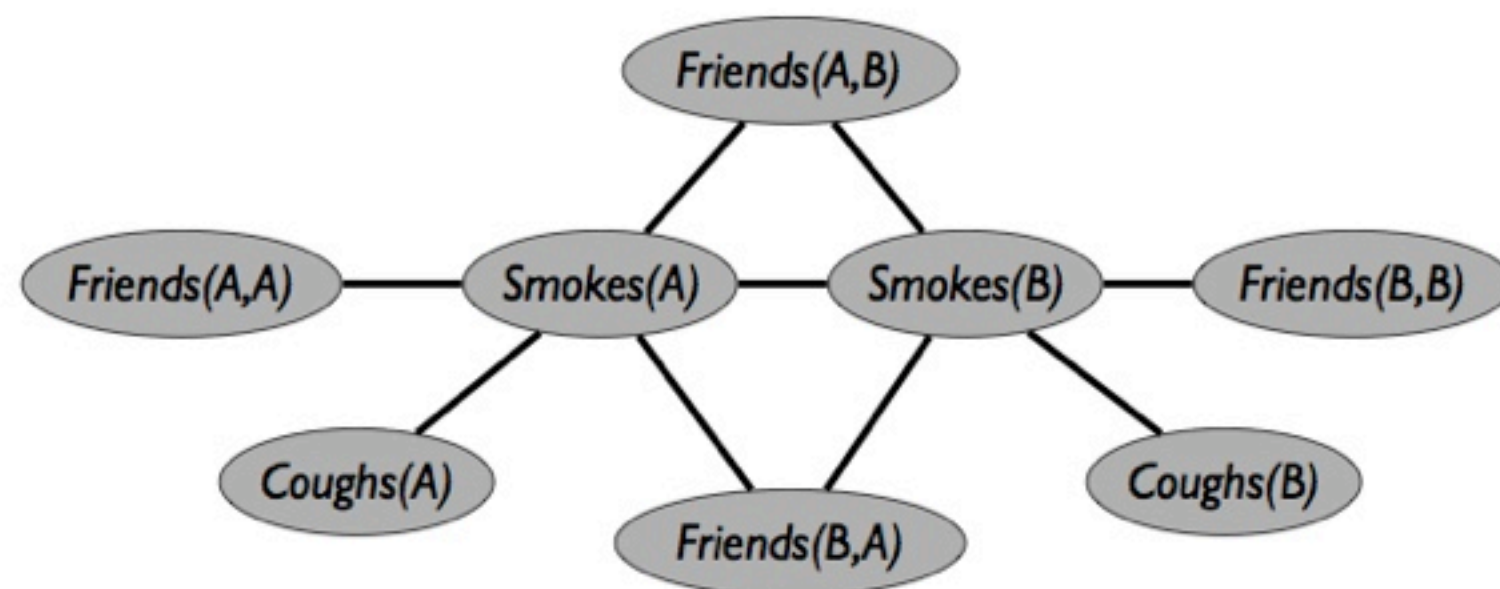 Friends(A,B)
Friends(A,A)
Smokes(A)
Smokes(B)
Friends(B,B)
Coughs(A)
Coughs(B)
Friends(B,A)